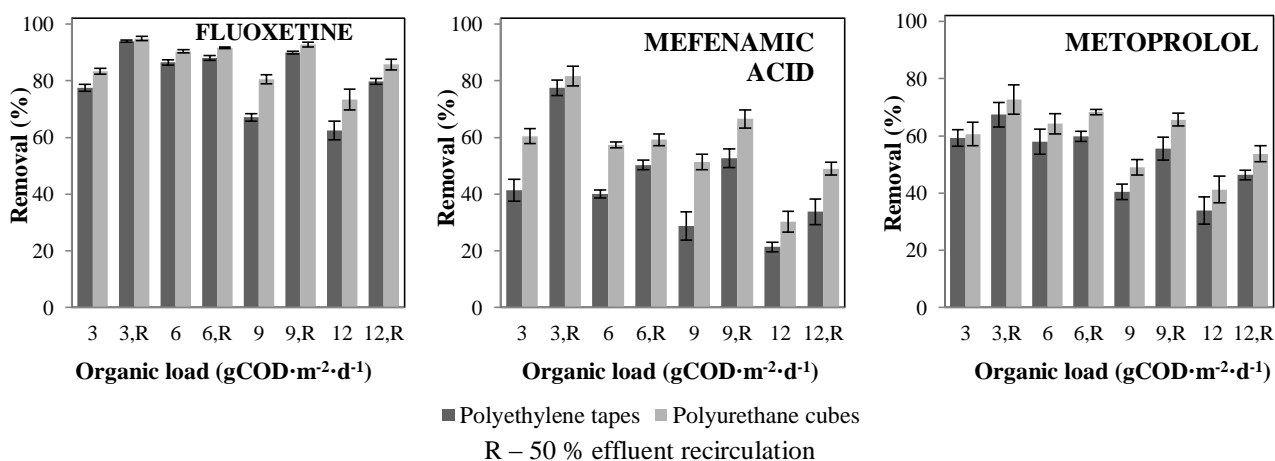 FLUOXETINE
100
80
60
40
20
0
Removal (%)
3 3,R 6 6,R 9 9,R 12 12,R
Organic load (gCOD·m-2·d-1)
MEFENAMIC
ACID
100
80
60
40
20
0
Removal (%)
3 3,R 6 6,R 9 9,R 12 12,R
Organic load (gCOD·m-2·d-1)
METOPROLOL
100
80
60
40
20
0
Removal (%)
3 3,R 6 6,R 9 9,R 12 12,R
Organic load (gCOD·m-2·d-1)
Polyethylene tapes Polyurethane cubes
R – 50 % effluent recirculation